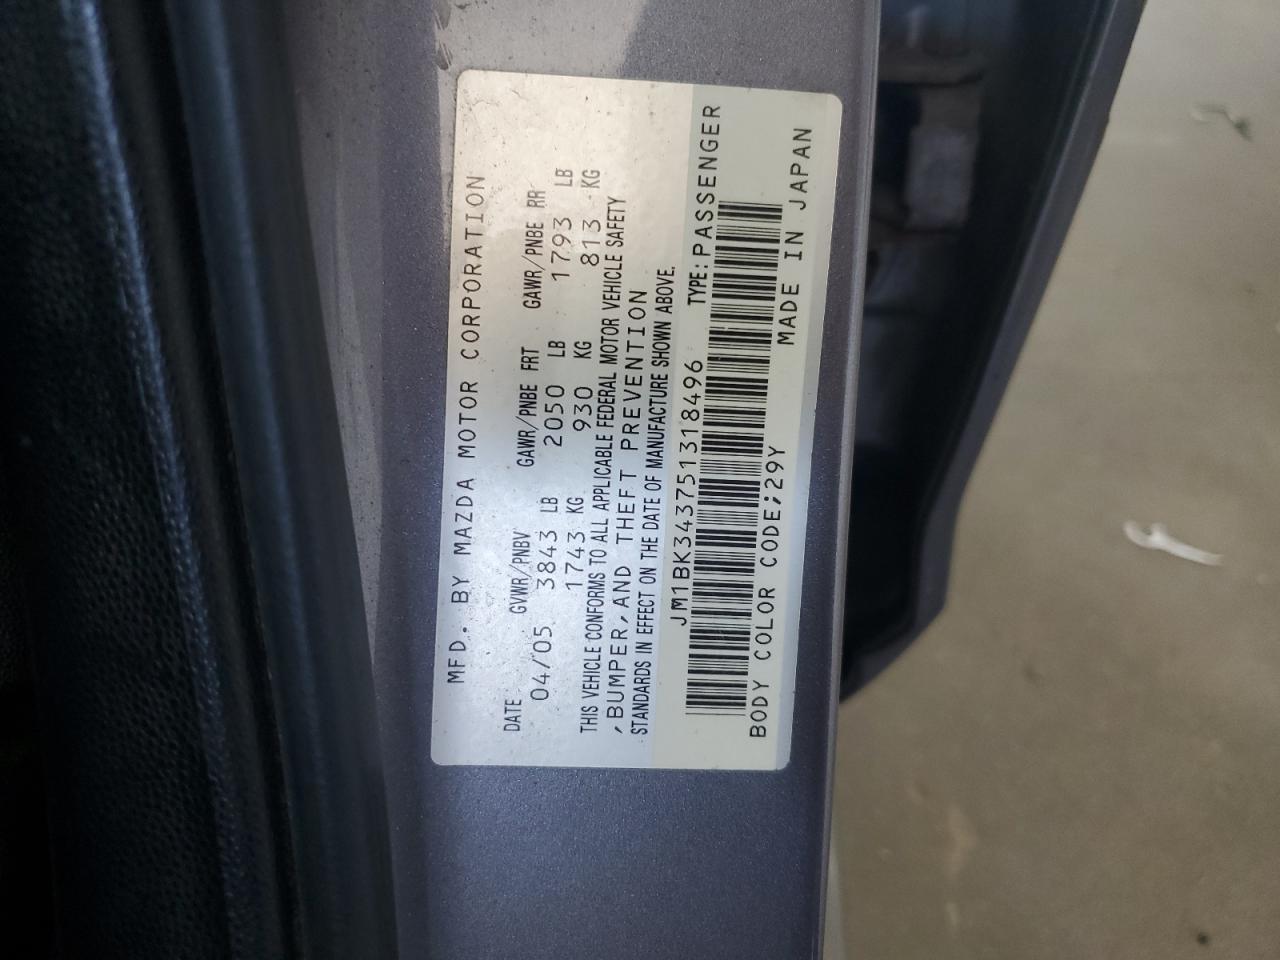 MFD. BY MAZDA MOTOR CORPORATION
DATE GVWR/PNBV GAWR/PNBE FRT GAWR/PNBE RR
04/05 3843 LB 2050 LB 1793 LB
1743 KG 930 KG 813 KG
THIS VEHICLE CONFORMS TO ALL APPLICABLE FEDERAL MOTOR VEHICLE SAFETY
,BUMPER,AND THEFT PREVENTION
STANDARDS IN EFFECT ON THE DATE OF MANUFACTURE SHOWN ABOVE.
JM1BK343751318496 TYPE:PASSENGER
BODY COLOR CODE;29Y MADE IN JAPAN